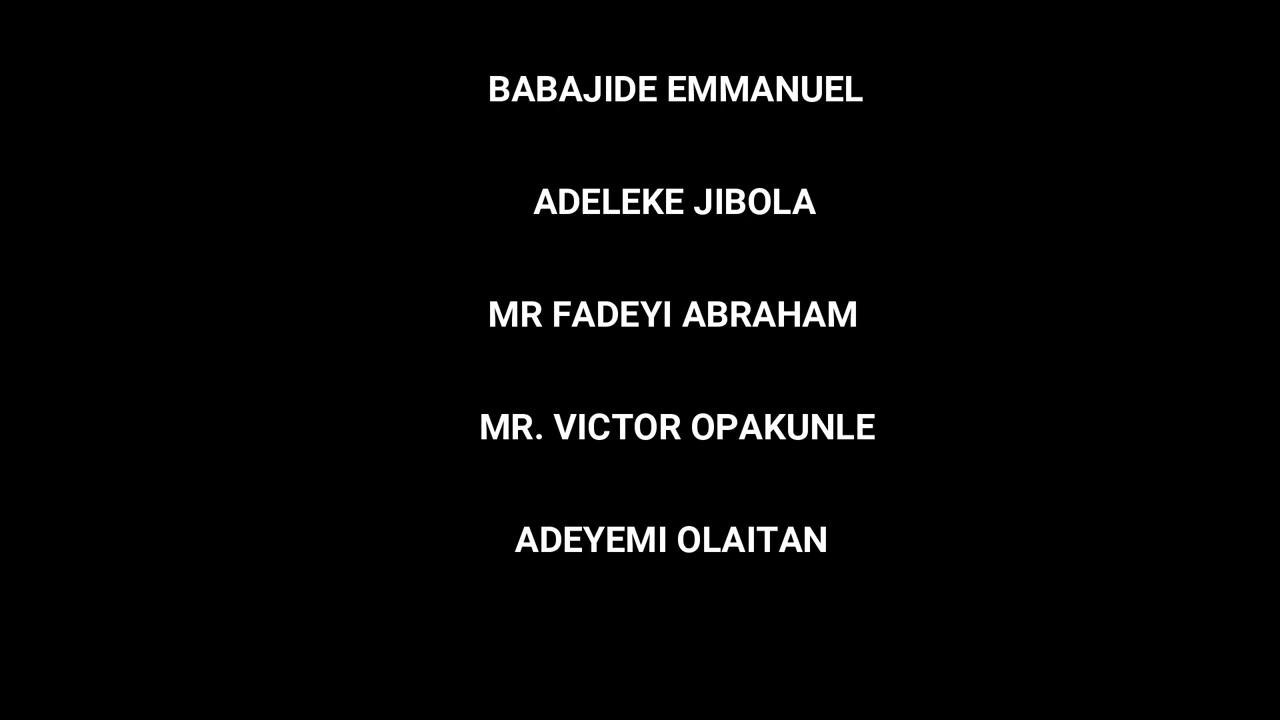 BABAJIDE EMMANUEL
ADELEKE JIBOLA
MR FADEYI ABRAHAM
MR. VICTOR OPAKUNLE
ADEYEMI OLAITAN